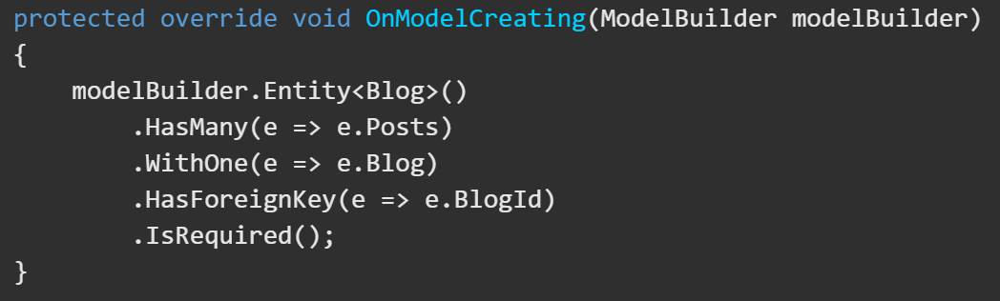 protected override void OnModelCreating(ModelBuilder modelBuilder)
{
    modelBuilder.Entity<Blog>()
        .HasMany(e => e.Posts)
        .WithOne(e => e.Blog)
        .HasForeignKey(e => e.BlogId)
        .IsRequired();
}